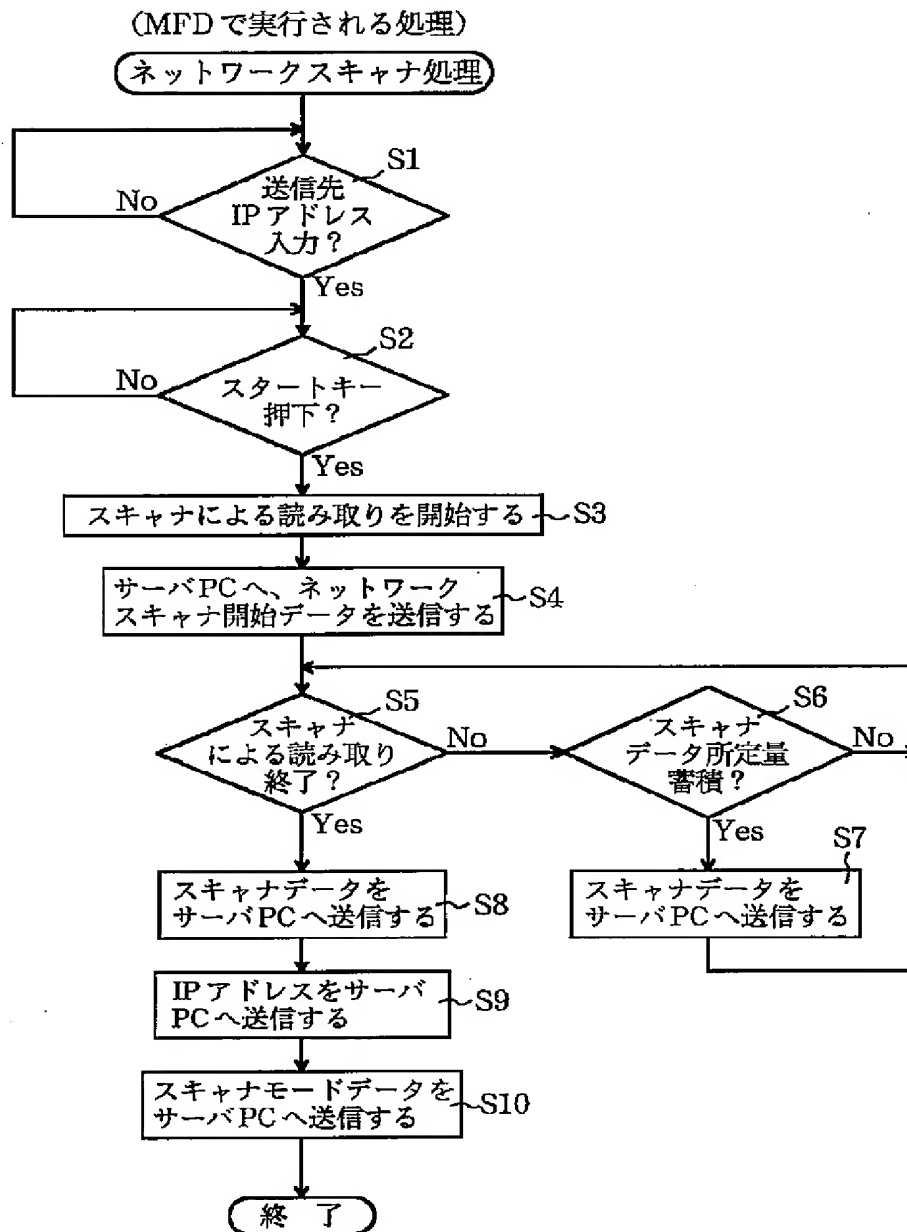 (MFDで実行される処理)
ネットワークスキャナ処理
S1
送信先
IPアドレス
入力?
No
Yes
S2
スタートキー
押下?
No
Yes
スキャナによる読み取りを開始する
S3
サーバPCへ、ネットワーク
スキャナ開始データを送信する
S4
S5
スキャナ
による読み取り
終了?
No
Yes
S6
スキャナ
データ所定量
蓄積?
No
Yes
S7
スキャナデータを
サーバPCへ送信する
スキャナデータを
サーバPCへ送信する
S8
IPアドレスをサーバ
PCへ送信する
S9
スキャナモードデータを
サーバPCへ送信する
S10
終 了